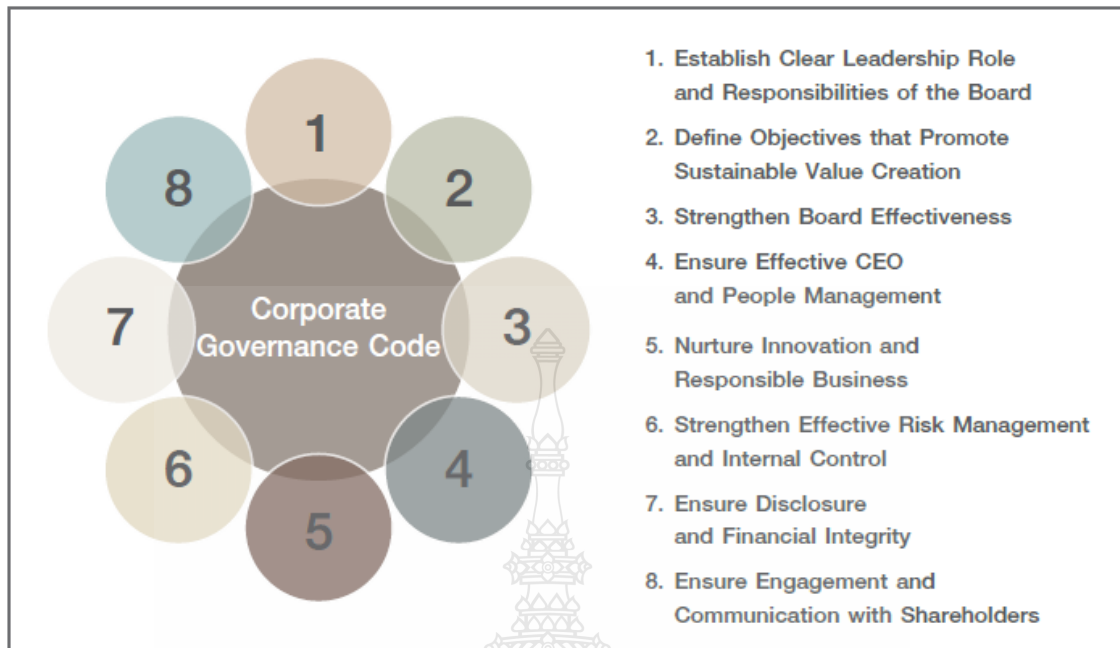 1
2
3
4
5
6
7
8
Corporate
Governance Code
1. Establish Clear Leadership Role
and Responsibilities of the Board
2. Define Objectives that Promote
Sustainable Value Creation
3. Strengthen Board Effectiveness
4. Ensure Effective CEO
and People Management
5. Nurture Innovation and
Responsible Business
6. Strengthen Effective Risk Management
and Internal Control
7. Ensure Disclosure
and Financial Integrity
8. Ensure Engagement and
Communication with Shareholders